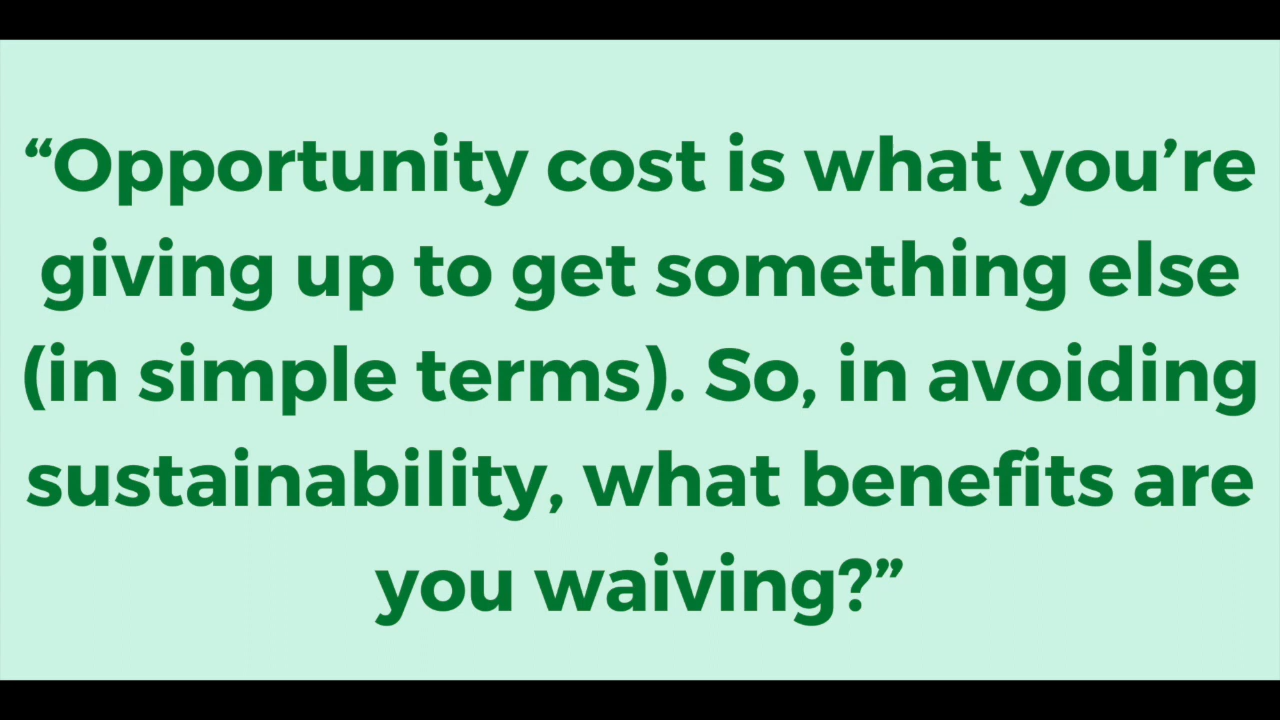 “Opportunity cost is what you’re
giving up to get something else
(in simple terms). So, in avoiding
sustainability, what benefits are
you waiving?”